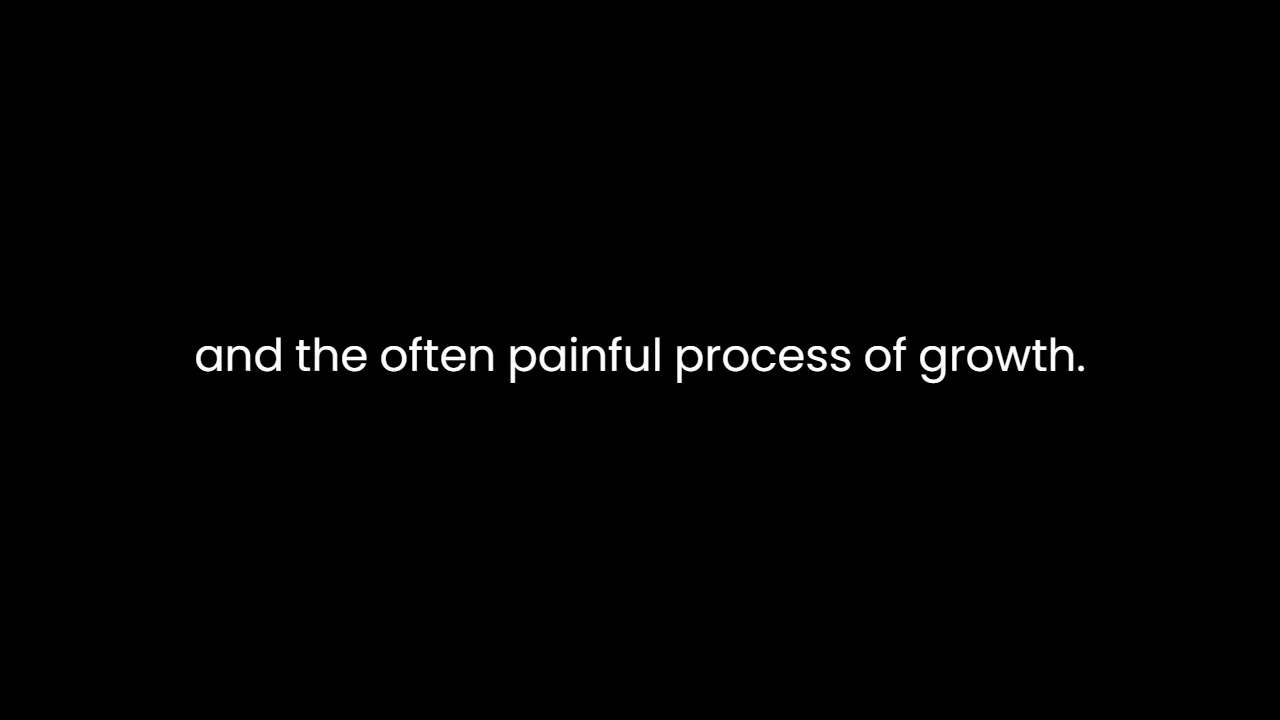 and the often painful process of growth.